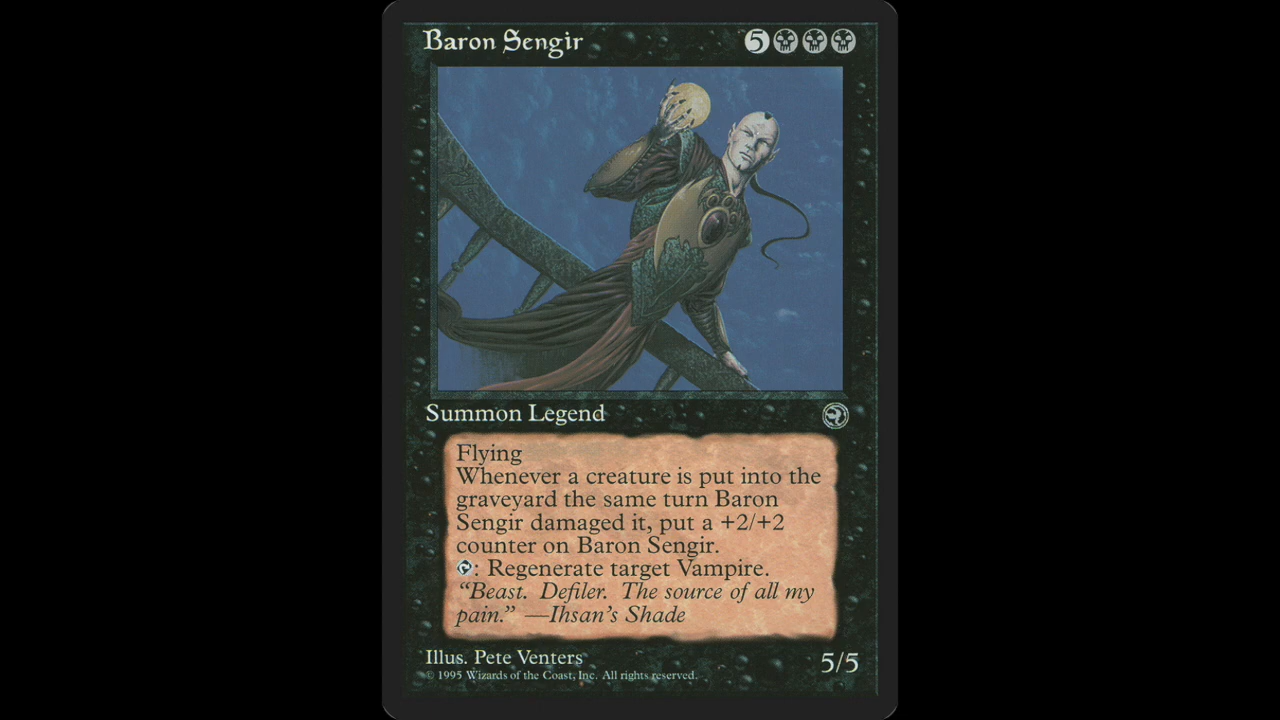 Baron Sengir 5
Summon Legend
Flying
Whenever a creature is put into the
graveyard the same turn Baron
Sengir damaged it, put a +2/+2
counter on Baron Sengir.
: Regenerate target Vampire.
“Beast. Defiler. The source of all my
pain.” —Ihsan’s Shade
Illus. Pete Venters
5/5
© 1995 Wizards of the Coast, Inc. All rights reserved.